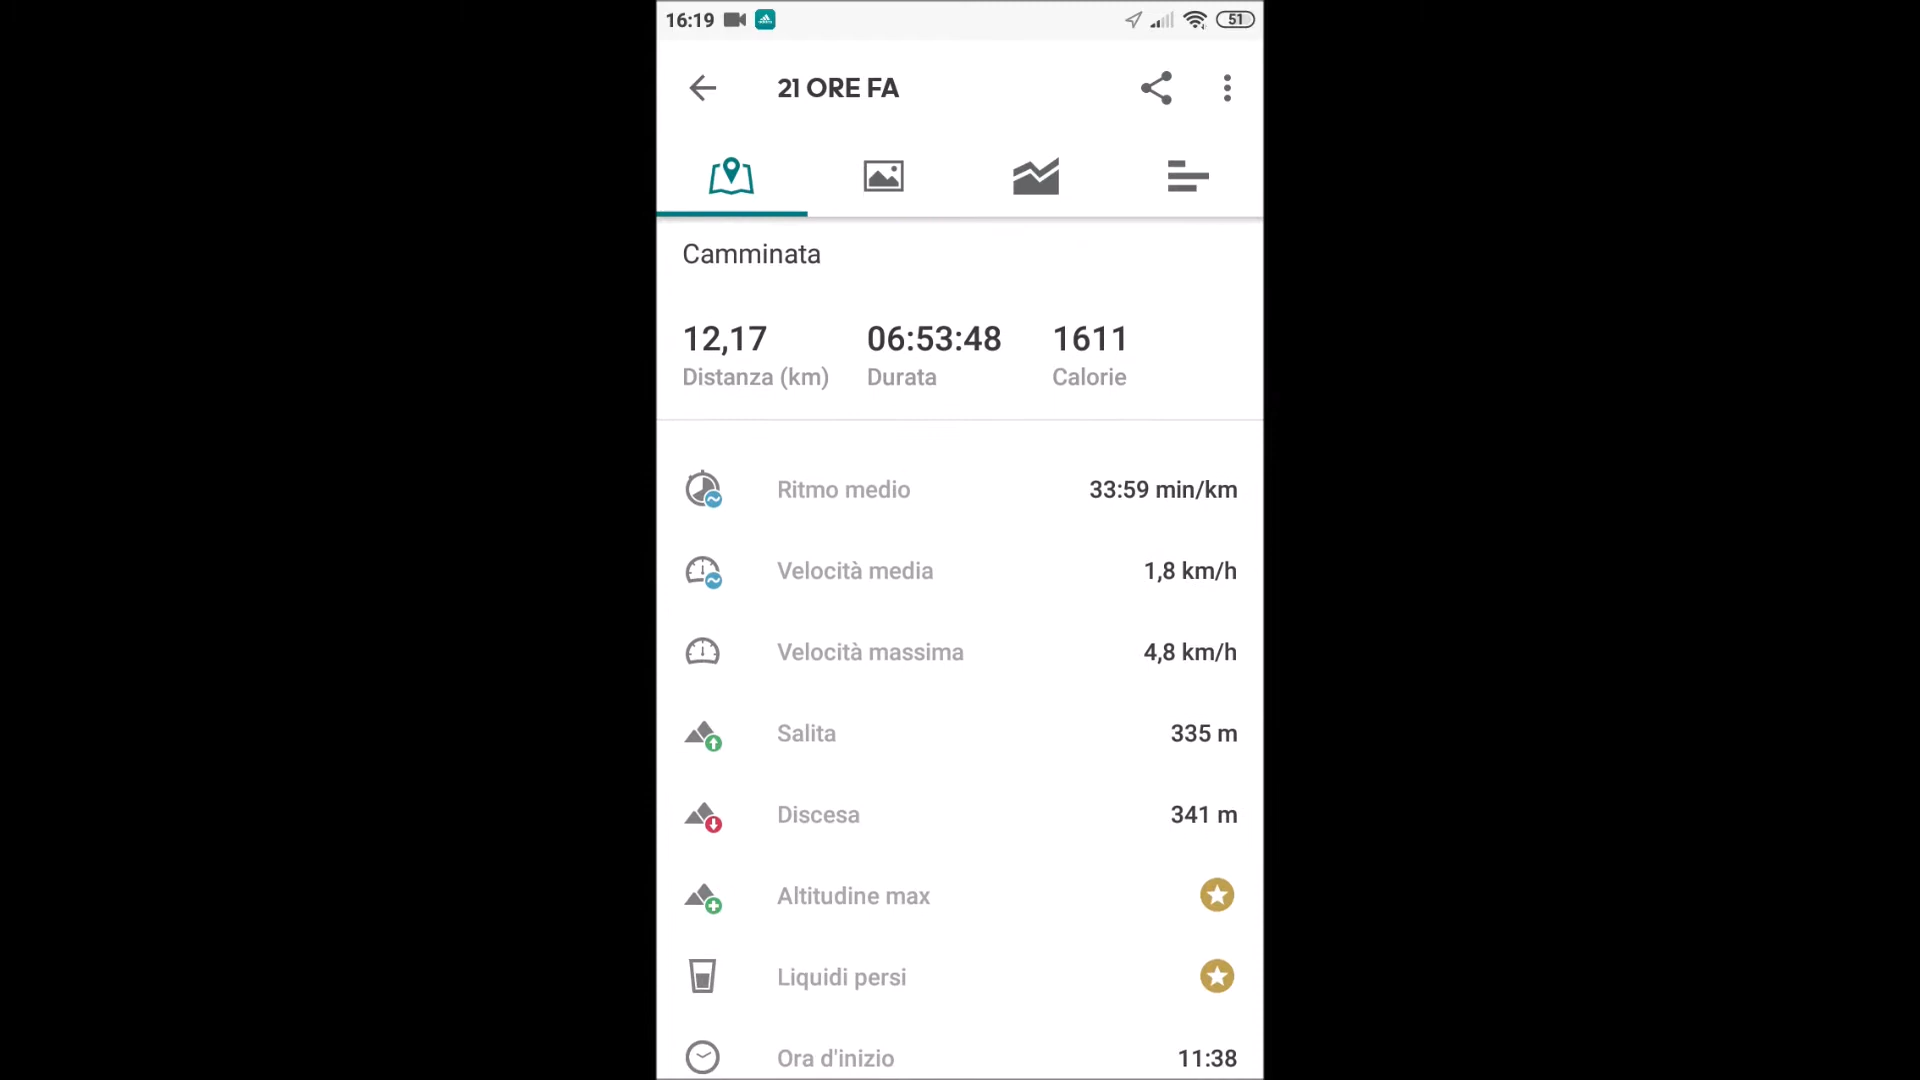 16:19 51
21 ORE FA
Camminata
12,17 06:53:48 1611
Distanza (km) Durata Calorie
Ritmo medio 33:59 min/km
Velocità media 1,8 km/h
Velocità massima 4,8 km/h
Salita 335 m
Discesa 341 m
Altitudine max
Liquidi persi
Ora d'inizio 11:38